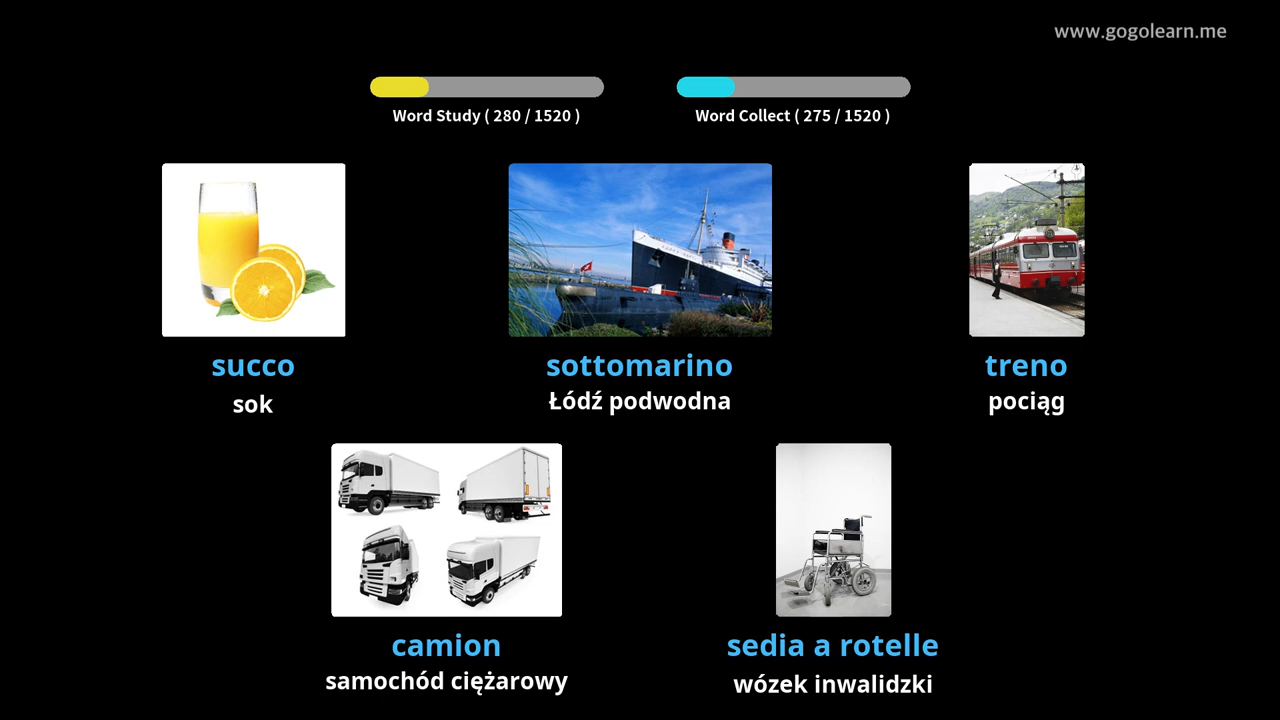 www.gogolearn.me
Word Study ( 280 / 1520 )
Word Collect ( 275 / 1520 )
succo
sok
sottomarino
Łódź podwodna
treno
pociąg
camion
samochód ciężarowy
sedia a rotelle
wózek inwalidzki